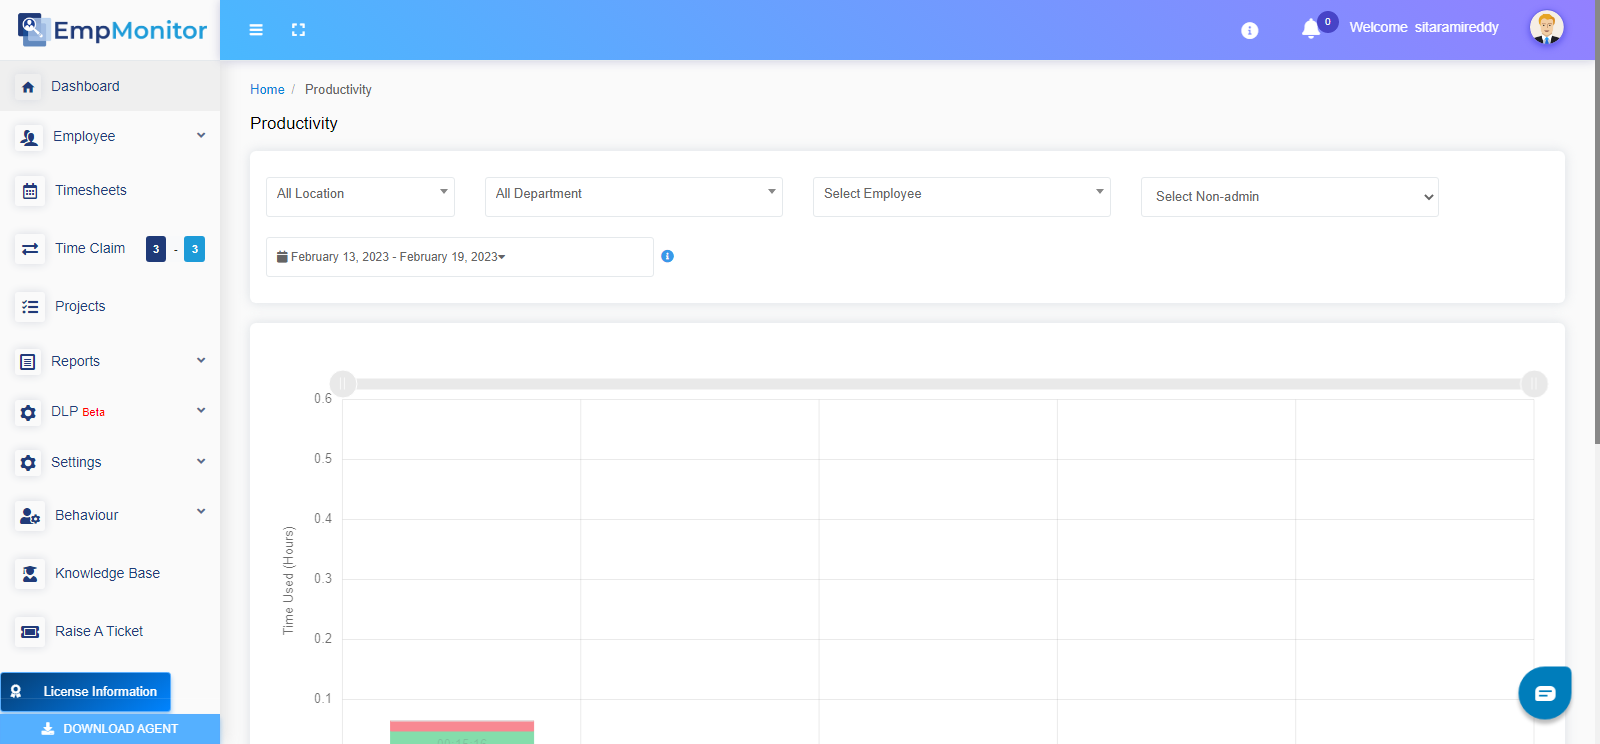 EmpMonitor
0
Welcome sitaramireddy
Dashboard
Employee
Timesheets
Time Claim 3 - 3
Projects
Reports
DLP Beta
Settings
Behaviour
Knowledge Base
Raise A Ticket
License Information
DOWNLOAD AGENT
Home / Productivity
Productivity
All Location
All Department
Select Employee
Select Non-admin
February 13, 2023 - February 19, 2023
Time Used (Hours)
0.6
0.5
0.4
0.3
0.2
0.1